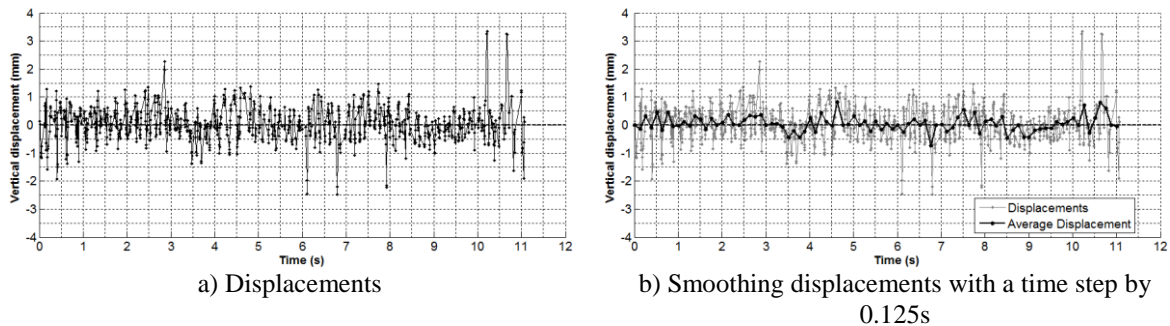 Vertical displacement (mm)
4
3
2
1
0
-1
-2
-3
-4
0 1 2 3 4 5 6 7 8 9 10 11 12
Time (s)
a) Displacements
Vertical displacement (mm)
4
3
2
1
0
-1
-2
-3
-4
Displacements
Average Displacement
0 1 2 3 4 5 6 7 8 9 10 11 12
Time (s)
b) Smoothing displacements with a time step by
0.125s